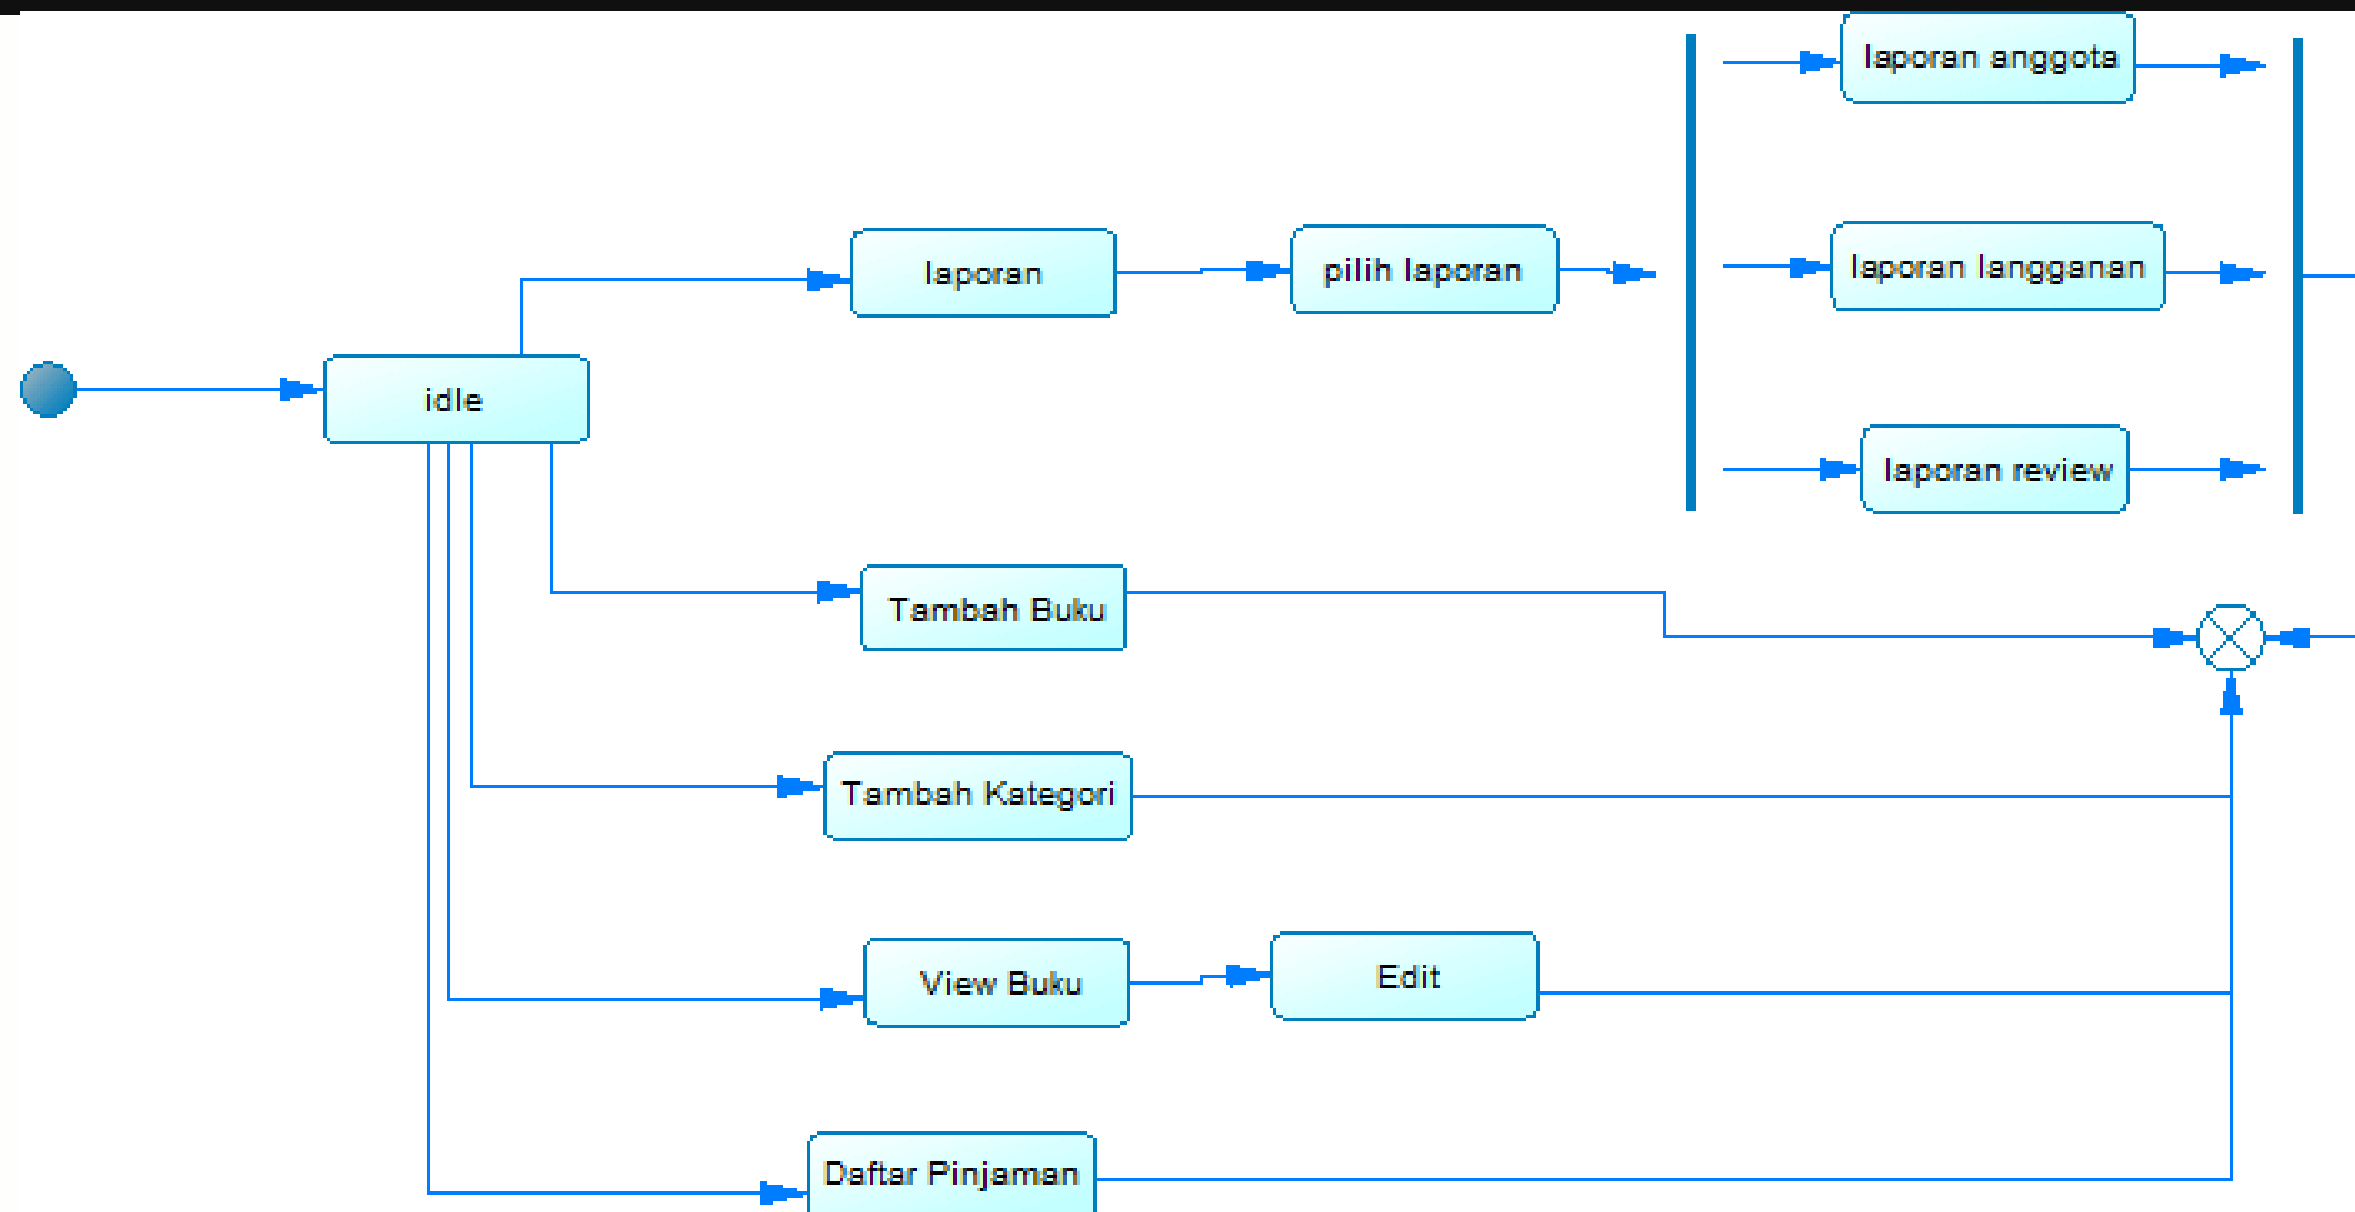 laporan anggota
laporan
pilih laporan
laporan langganan
idle
laporan review
Tambah Buku
Tambah Kategori
View Buku
Edit
Daftar Pinjaman